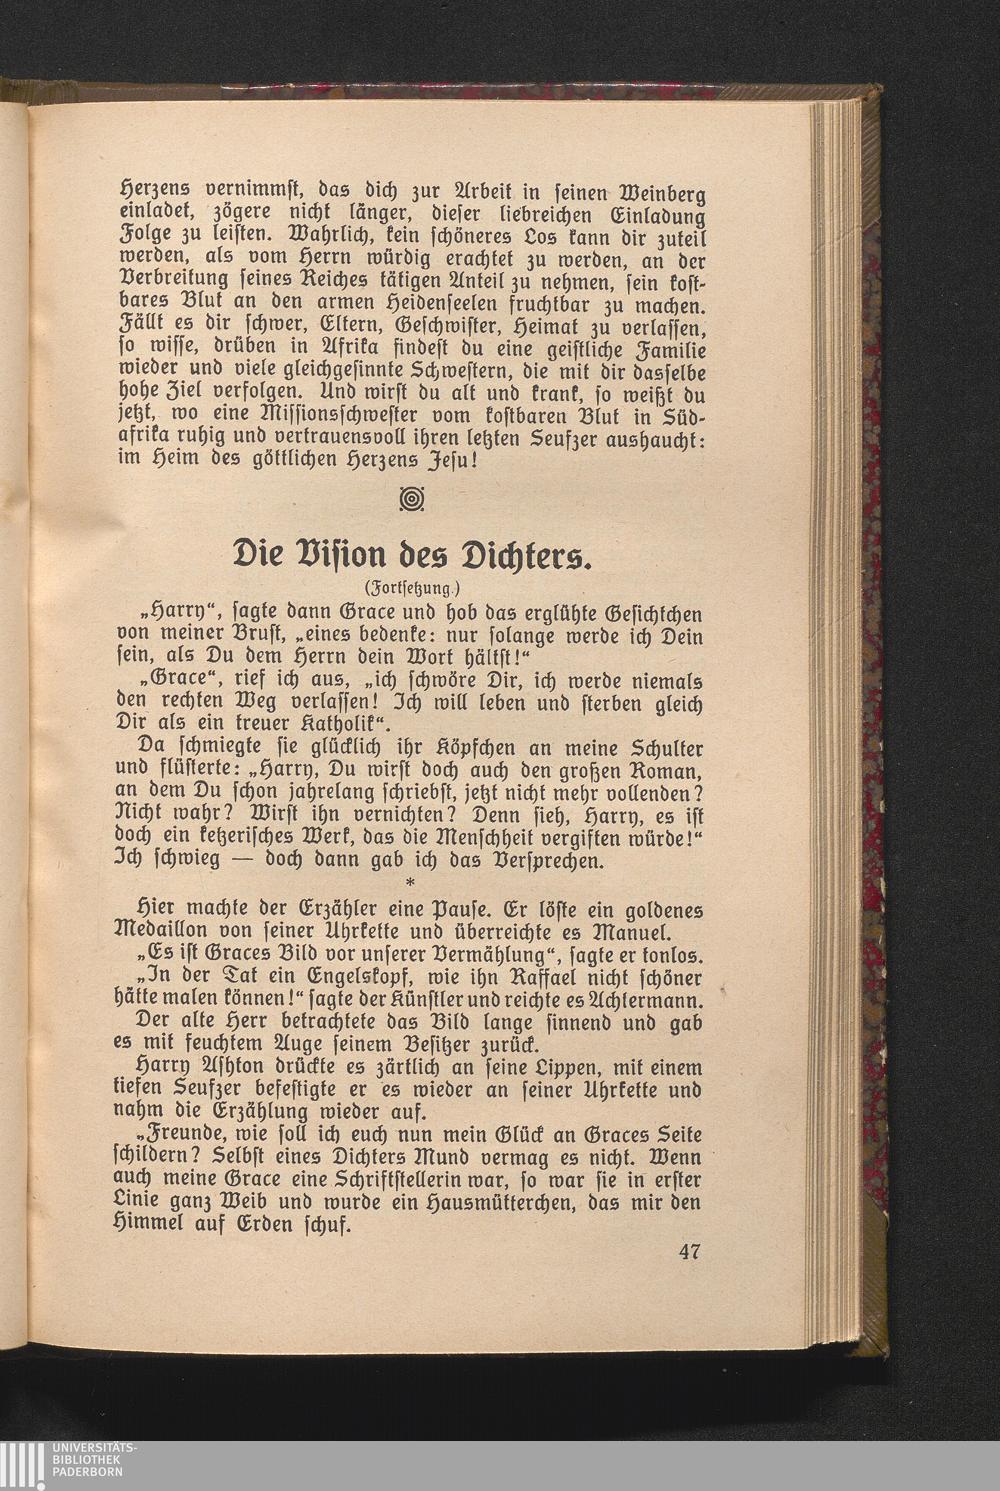 Herzens vernimmst, das dich zur Arbeit in seinen Weinberg
einladet, zögere nicht länger, dieser liebreichen Einladung
Folge zu leisten. Wahrlich, kein schöneres Los kann dir zuteil
werden, als vom Herrn würdig erachtet zu werden, an der
Verbreitung seines Reiches tätigen Anteil zu nehmen, sein kost-
bares Blut an den armen Heidenseelen fruchtbar zu machen.
Fällt es dir schwer, Eltern, Geschwister, Heimat zu verlassen,
so wisse, drüben in Afrika findest du eine geistliche Familie
wieder und viele gleichgesinnte Schwestern, die mit dir dasselbe
hohe Ziel verfolgen. Und wirst du alt und krank, so weißt du
jetzt, wo eine Missionsschwester vom kostbaren Blut in Süd-
afrika ruhig und vertrauensvoll ihren letzten Seufzer aushaucht:
im Heim des göttlichen Herzens Jesu!
Die Vision des Dichters.
(Fortsetzung.)
„Harry“, sagte dann Grace und hob das erglühte Gesichtchen
von meiner Brust, „eines bedenke: nur solange werde ich Dein
sein, als Du dem Herrn dein Wort hältst!“
„Grace“, rief ich aus, „ich schwöre Dir, ich werde niemals
den rechten Weg verlassen! Ich will leben und sterben gleich
Dir als ein treuer Katholik“.
Da schmiegte sie glücklich ihr Köpfchen an meine Schulter
und flüsterte: „Harry, Du wirst doch auch den großen Roman,
an dem Du schon jahrelang schriebst, jetzt nicht mehr vollenden?
Nicht wahr? Wirst ihn vernichten? Denn sieh, Harry, es ist
doch ein ketzerisches Werk, das die Menschheit vergiften würde!“
Ich schwieg — doch dann gab ich das Versprechen.
*
Hier machte der Erzähler eine Pause. Er löste ein goldenes
Medaillon von seiner Uhrkette und überreichte es Manuel.
„Es ist Graces Bild vor unserer Vermählung“, sagte er tonlos.
„In der Tat ein Engelskopf, wie ihn Raffael nicht schöner
hätte malen können!“ sagte der Künstler und reichte es Achtermann.
Der alte Herr betrachtete das Bild lange sinnend und gab
es mit feuchtem Auge seinem Besitzer zurück.
Harry Ashton drückte es zärtlich an seine Lippen, mit einem
tiefen Seufzer befestigte er es wieder an seiner Uhrkette und
nahm die Erzählung wieder auf.
„Freunde, wie soll ich euch nun mein Glück an Graces Seite
schildern? Selbst eines Dichters Mund vermag es nicht. Wenn
auch meine Grace eine Schriftstellerin war, so war sie in erster
Linie ganz Weib und wurde ein Hausmütterchen, das mir den
Himmel auf Erden schuf.
47
UNIVERSITÄTS-
BIBLIOTHEK
PADERBORN